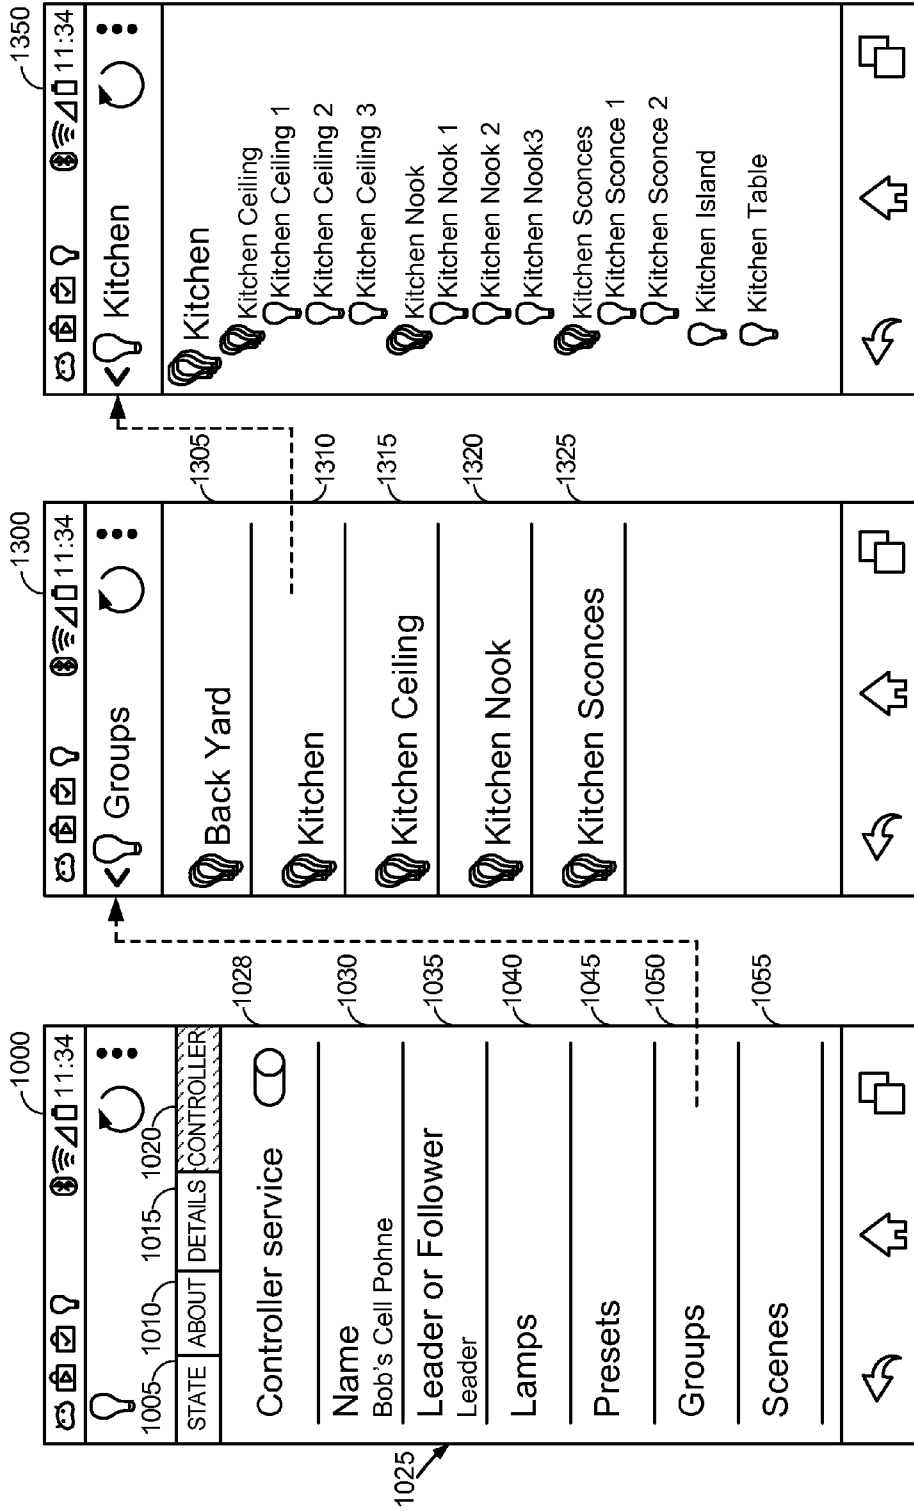 1000
11:34
1005
1010
1015
1020
STATE
ABOUT
DETAILS
CONTROLLER
1025
Controller service
1028
Name
Bob's Cell Pohne
1030
Leader or Follower
Leader
1035
Lamps
1040
Presets
1045
Groups
1050
Scenes
1055
1300
11:34
Groups
Back Yard
1305
Kitchen
1310
Kitchen Ceiling
1315
Kitchen Nook
1320
Kitchen Sconces
1325
1350
11:34
Kitchen
Kitchen
Kitchen Ceiling
Kitchen Ceiling 1
Kitchen Ceiling 2
Kitchen Ceiling 3
Kitchen Nook
Kitchen Nook 1
Kitchen Nook 2
Kitchen Nook3
Kitchen Sconces
Kitchen Sconce 1
Kitchen Sconce 2
Kitchen Island
Kitchen Table